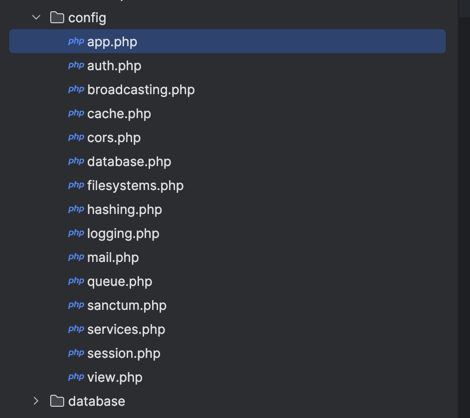 config
php app.php
php auth.php
php broadcasting.php
php cache.php
php cors.php
php database.php
php filesystems.php
php hashing.php
php logging.php
php mail.php
php queue.php
php sanctum.php
php services.php
php session.php
php view.php
database